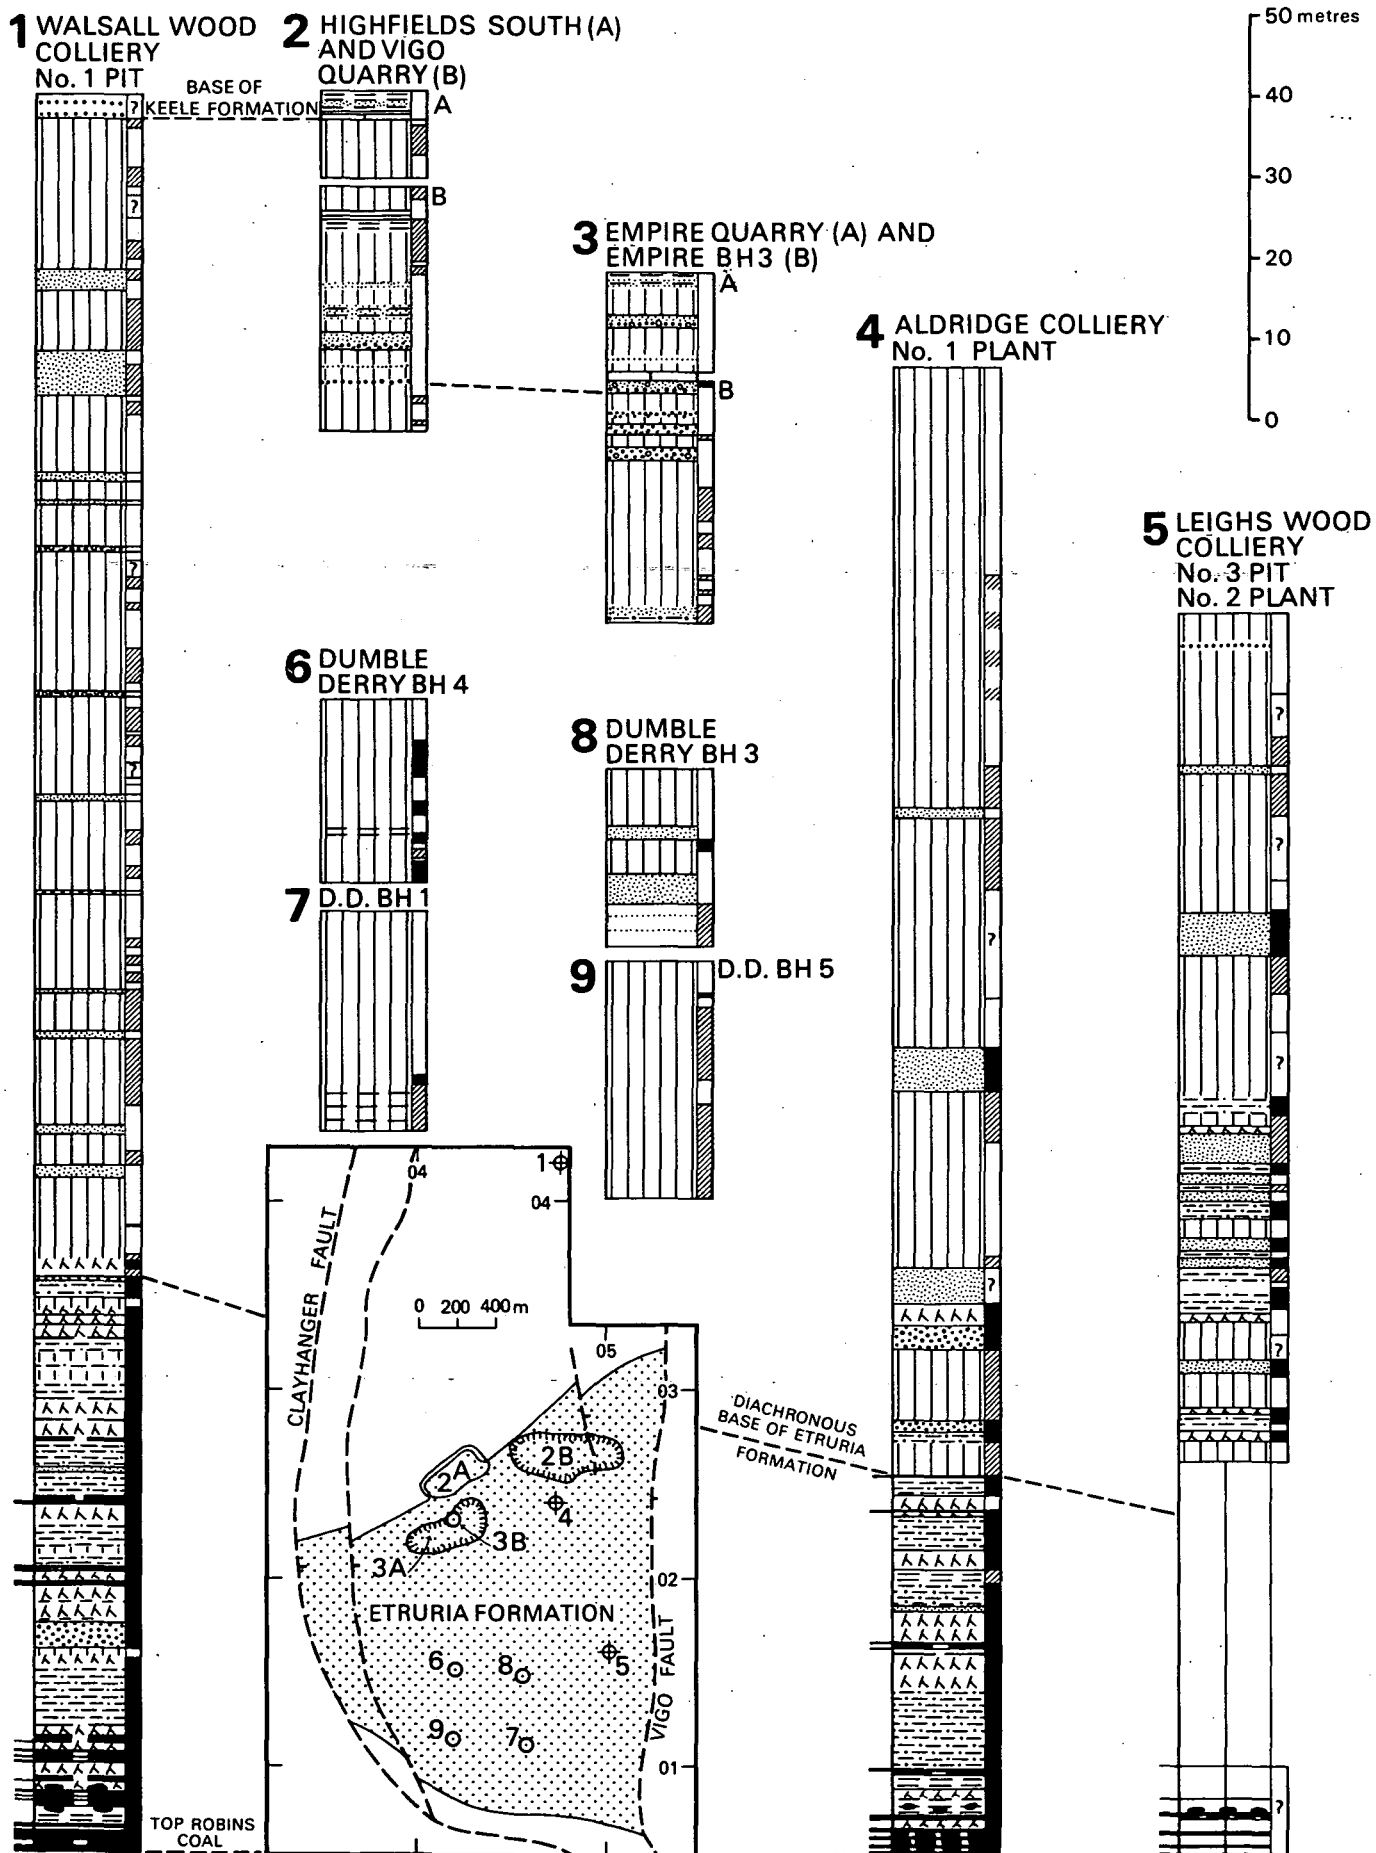 1 WALSALL WOOD
COLLIERY
No. 1 PIT
2 HIGHFIELDS SOUTH (A)
AND VIGO
QUARRY (B)
BASE OF
KEELE FORMATION
?
A
B
?
50 metres
40
30
20
10
0
3 EMPIRE QUARRY (A) AND
EMPIRE BH3 (B)
A
B
4 ALDRIDGE COLLIERY
No. 1 PLANT
5 LEIGHS WOOD
COLLIERY
No. 3 PIT
No. 2 PLANT
?
?
6 DUMBLE
DERRY BH 4
7 D.D. BH 1
8 DUMBLE
DERRY BH 3
9 D.D. BH 5
?
?
?
?
?
?
?
?
04
1
04
CLAYHANGER FAULT
0 200 400m
05
03
2A
2B
4
3A
3B
02
ETRURIA FORMATION
6
8
5
9
7
VIGO FAULT
01
DIACHRONOUS
BASE OF ETRURIA
FORMATION
TOP ROBINS
COAL